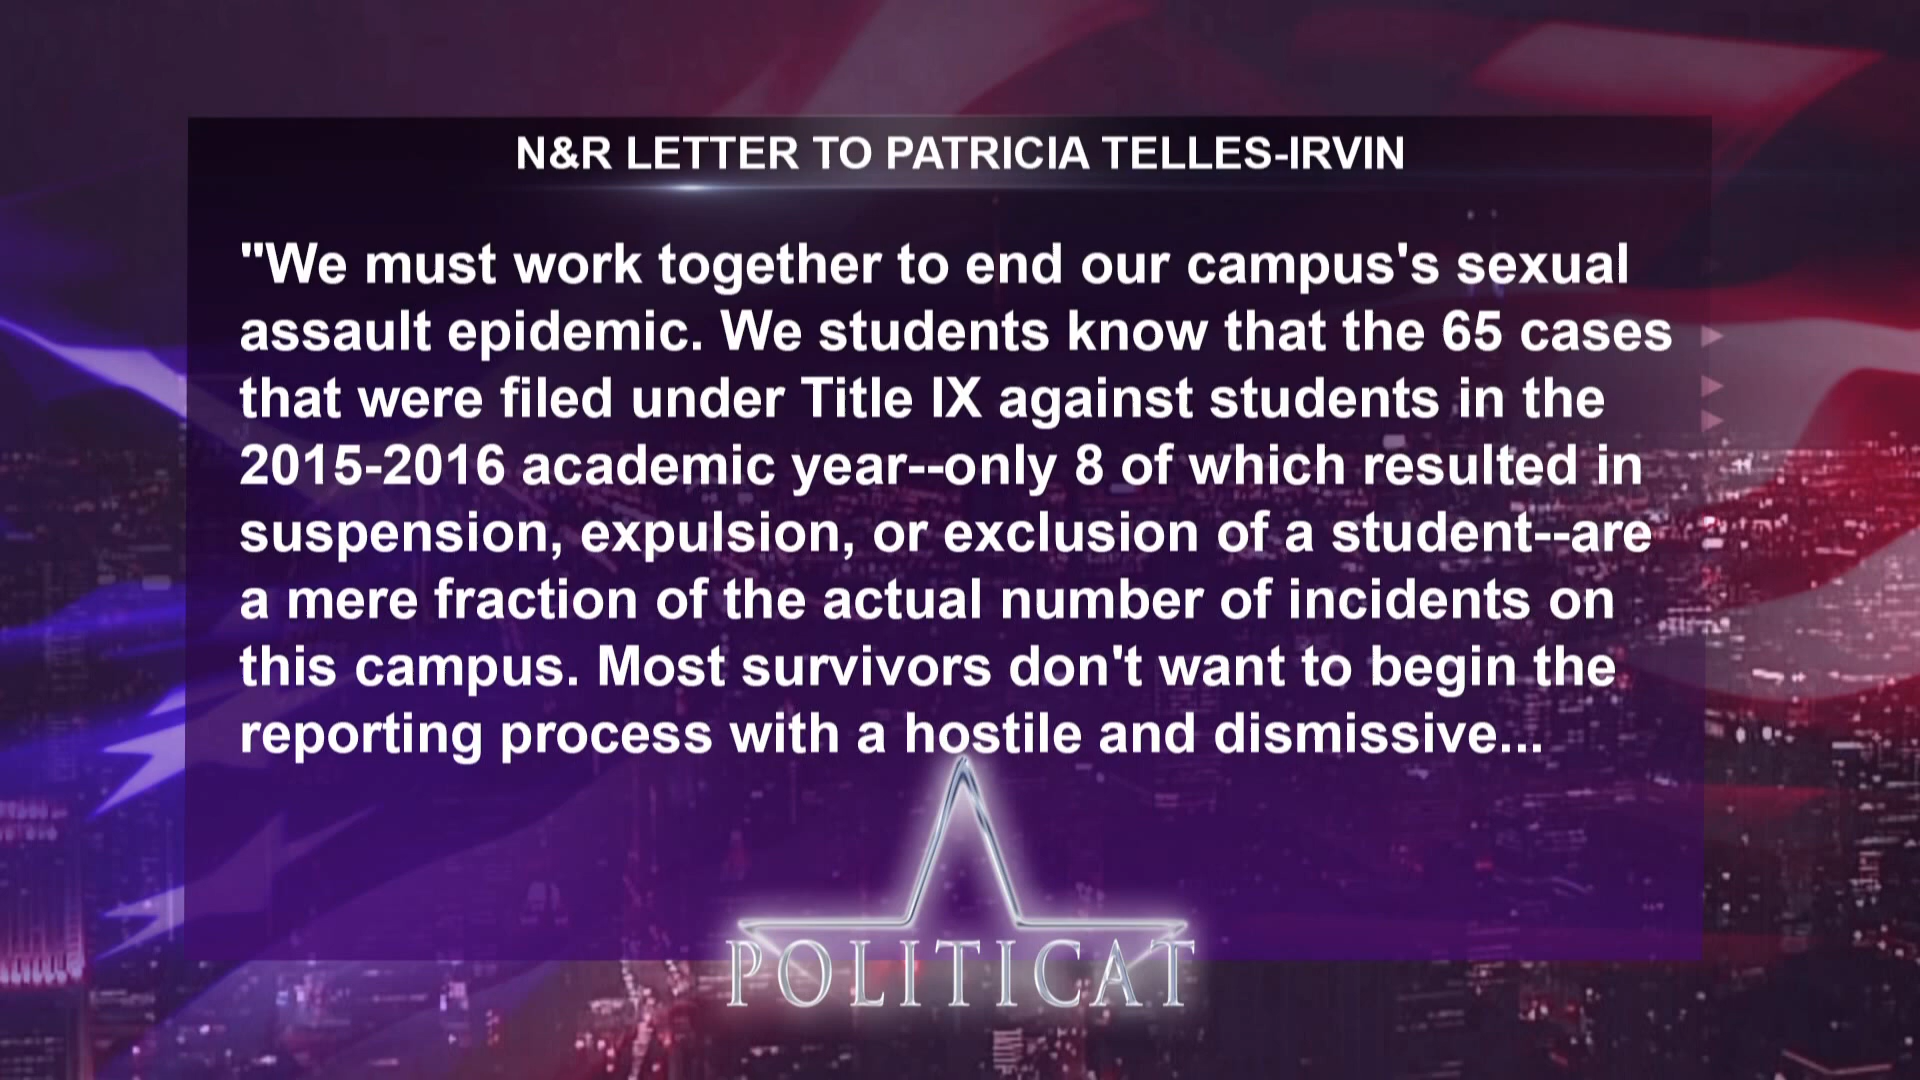 N&R LETTER TO PATRICIA TELLES-IRVIN
"We must work together to end our campus's sexual
assault epidemic. We students know that the 65 cases
that were filed under Title IX against students in the
2015-2016 academic year--only 8 of which resulted in
suspension, expulsion, or exclusion of a student--are
a mere fraction of the actual number of incidents on
this campus. Most survivors don't want to begin the
reporting process with a hostile and dismissive...
POLITICAT